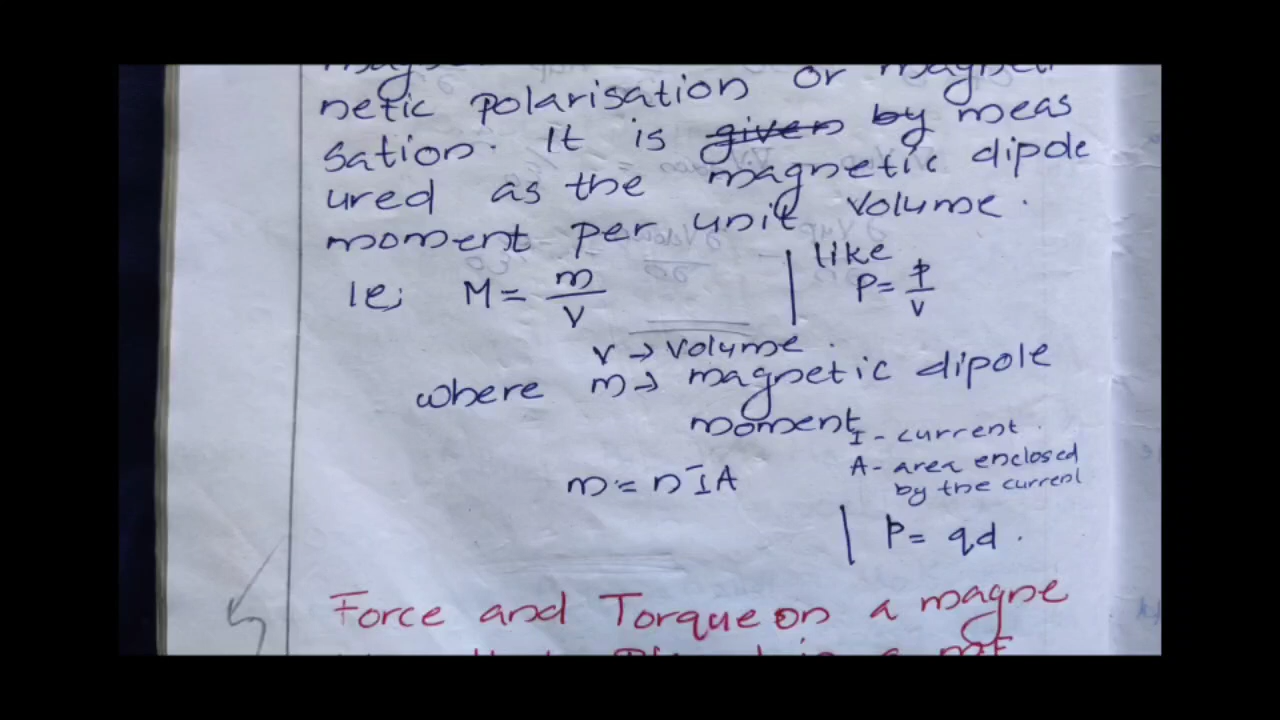 netic polarisation or magneti
sation. It is given by meas
ured as the magnetic dipole
moment per unit volume.
ie; M = m/V | like P = p/v
v → volume.
where m → magnetic dipole
moment
I - current.
A - area enclosed
by the current
m = nIA
| P = qd.
Force and Torque on a magne